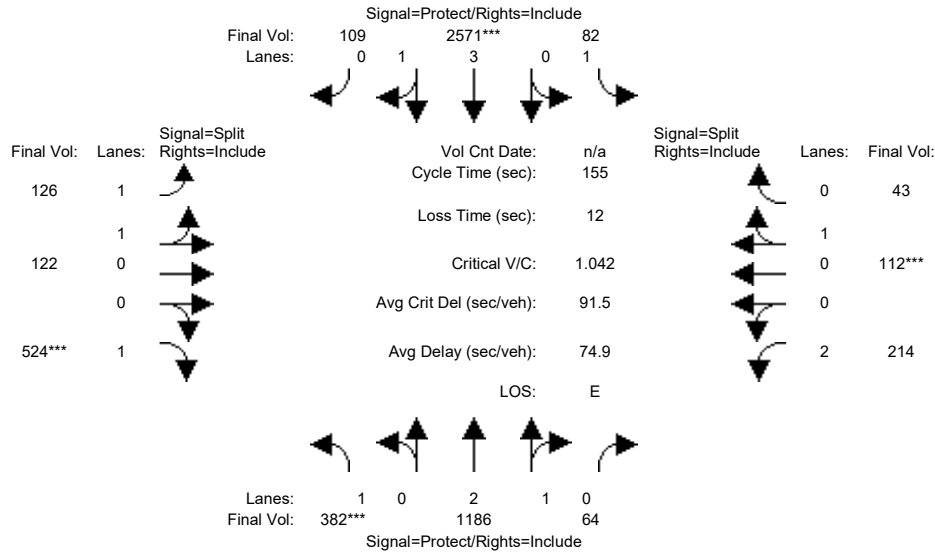 Signal=Protect/Rights=Include
Final Vol: 109 2571*** 82
Lanes: 0 1 3 0 1
Signal=Split Signal=Split
Final Vol: Lanes: Rights=Include Vol Cnt Date: n/a Rights=Include Lanes: Final Vol:
Cycle Time (sec): 155
126 1 0 43
Loss Time (sec): 12
1 1
122 0 Critical V/C: 1.042 0 112***
0 Avg Crit Del (sec/veh): 91.5 0
524*** 1 Avg Delay (sec/veh): 74.9 2 214
LOS: E
Lanes: 1 0 2 1 0
Final Vol: 382*** 1186 64
Signal=Protect/Rights=Include